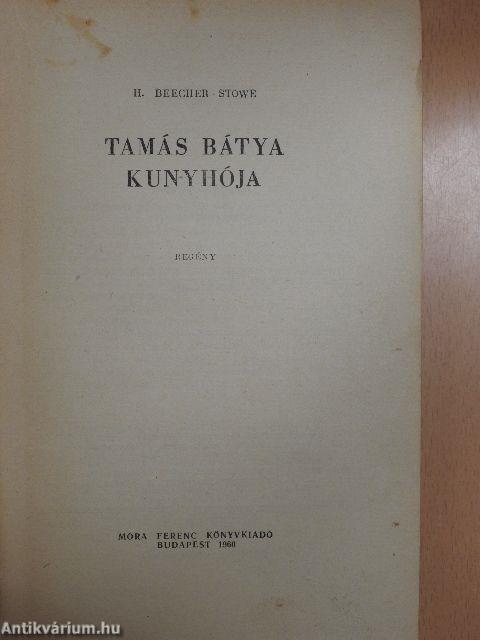 H. BEECHER-STOWE
TAMÁS BÁTYA
KUNYHÓJA
REGÉNY
MÓRA FERENC KÖNYVKIADÓ
BUDAPEST 1960
Antikvárium.hu